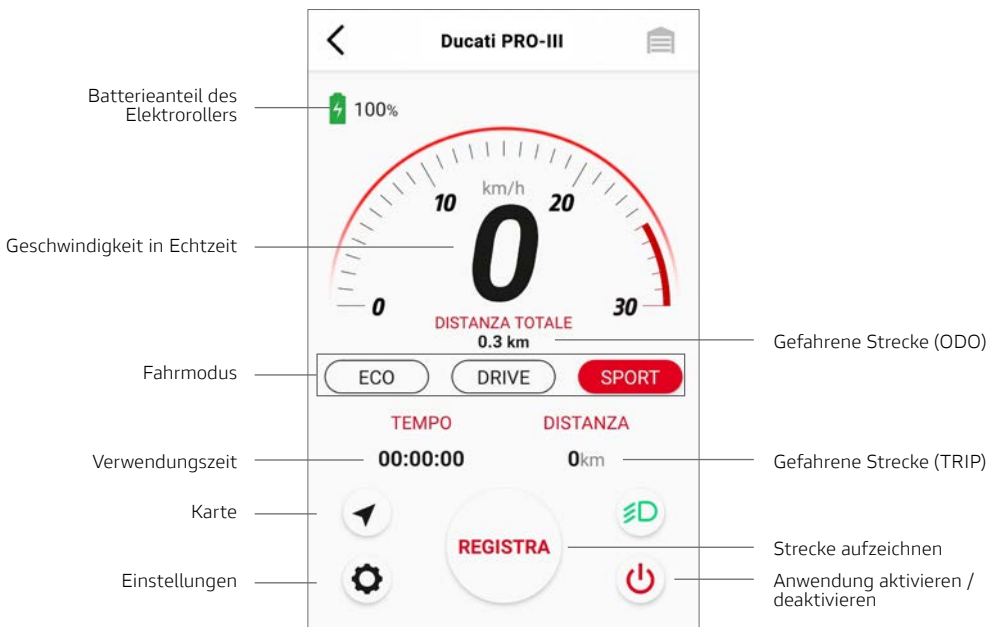 Ducati PRO-III
Batterieanteil des
Elektrorollers
100%
km/h
10
20
0
Geschwindigkeit in Echtzeit
0
30
DISTANZA TOTALE
0.3 km
Gefahrene Strecke (ODO)
Fahrmodus
ECO
DRIVE
SPORT
TEMPO
DISTANZA
Verwendungszeit
00:00:00
0km
Gefahrene Strecke (TRIP)
Karte
REGISTRA
Strecke aufzeichnen
Einstellungen
Anwendung aktivieren /
deaktivieren